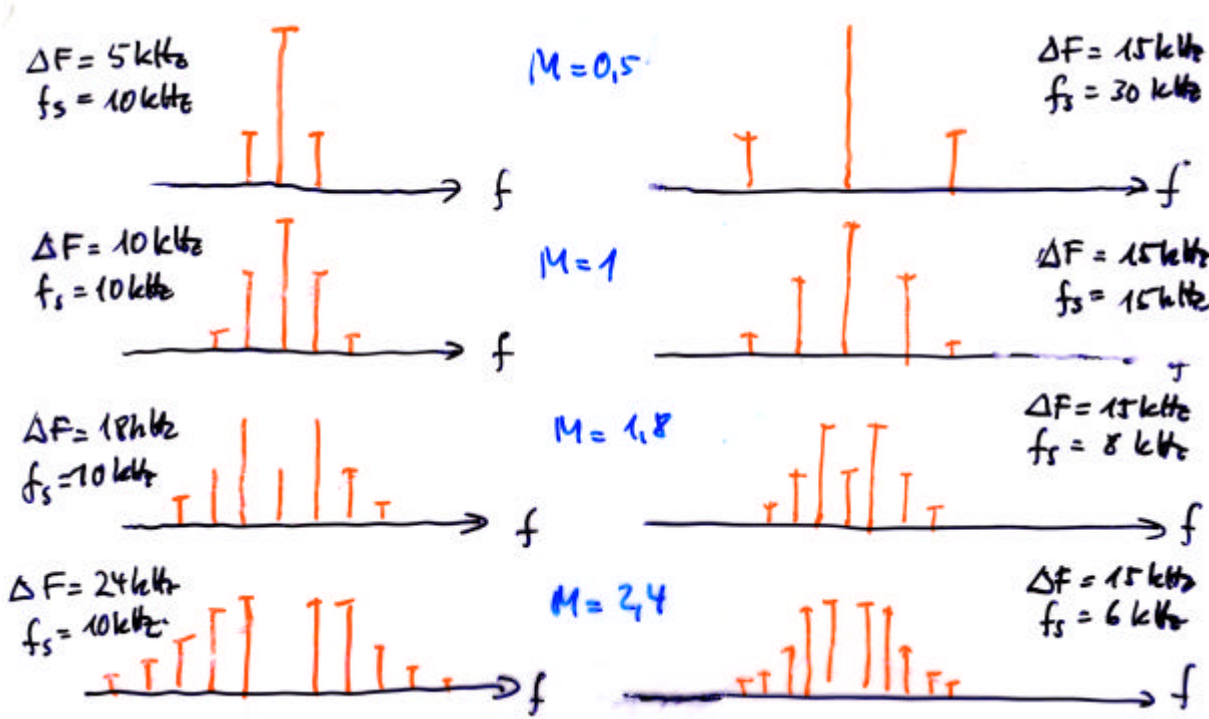 ΔF = 5 kHz
fs = 10 kHz
M = 0,5
ΔF = 15 kHz
fs = 30 kHz
f
f
ΔF = 10 kHz
fs = 10 kHz
M = 1
ΔF = 15 kHz
fs = 15 kHz
f
ΔF = 18 kHz
fs = 10 kHz
M = 1,8
ΔF = 15 kHz
fs = 8 kHz
f
f
ΔF = 24 kHz
fs = 10 kHz
M = 2,4
ΔF = 15 kHz
fs = 6 kHz
f
f